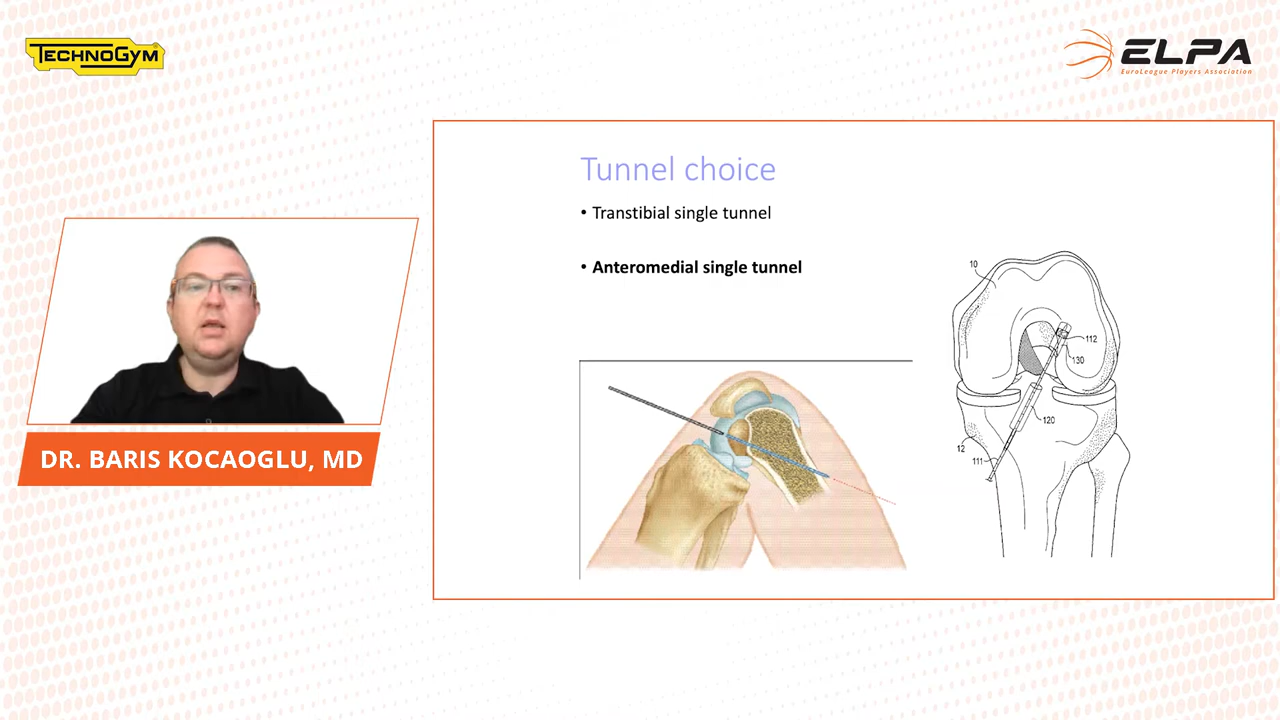 TECHNOGYM
ELPA
EuroLeague Players Association
Tunnel choice
• Transtibial single tunnel
• Anteromedial single tunnel
10
112
130
120
12
111
DR. BARIS KOCAOGLU, MD